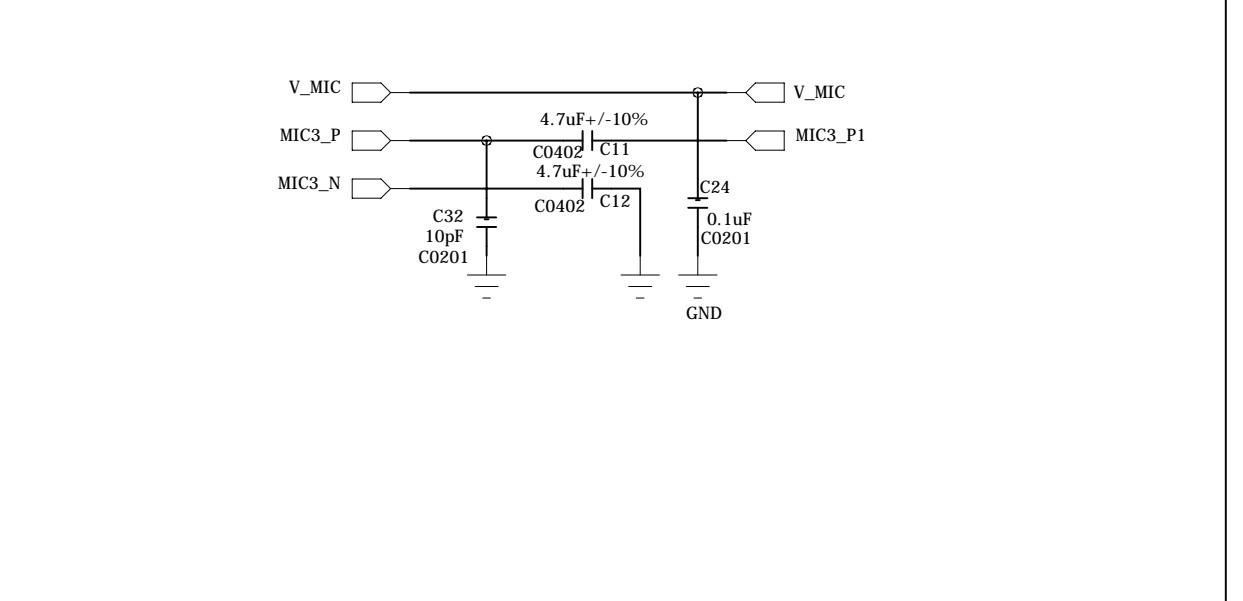 V_MIC
V_MIC
4.7uF+/-10%
MIC3_P
MIC3_P1
C0402
C11
4.7uF+/-10%
MIC3_N
C24
C0402
C12
C32
0.1uF
10pF
C0201
C0201
GND